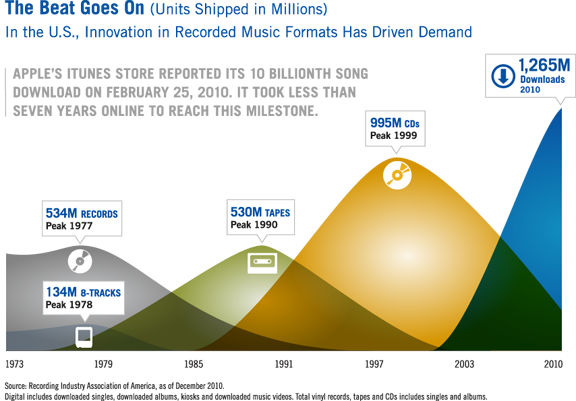 The Beat Goes On (Units Shipped in Millions)
In the U.S., Innovation in Recorded Music Formats Has Driven Demand
APPLE'S ITUNES STORE REPORTED ITS 10 BILLIONTH SONG
DOWNLOAD ON FEBRUARY 25, 2010. IT TOOK LESS THAN
SEVEN YEARS ONLINE TO REACH THIS MILESTONE.
1,265M
Downloads
2010
995M CDs
Peak 1999
534M RECORDS
Peak 1977
530M TAPES
Peak 1990
134M 8-TRACKS
Peak 1978
1973 1979 1985 1991 1997 2003 2010
Source: Recording Industry Association of America, as of December 2010.
Digital includes downloaded singles, downloaded albums, kiosks and downloaded music videos. Total vinyl records, tapes and CDs includes singles and albums.